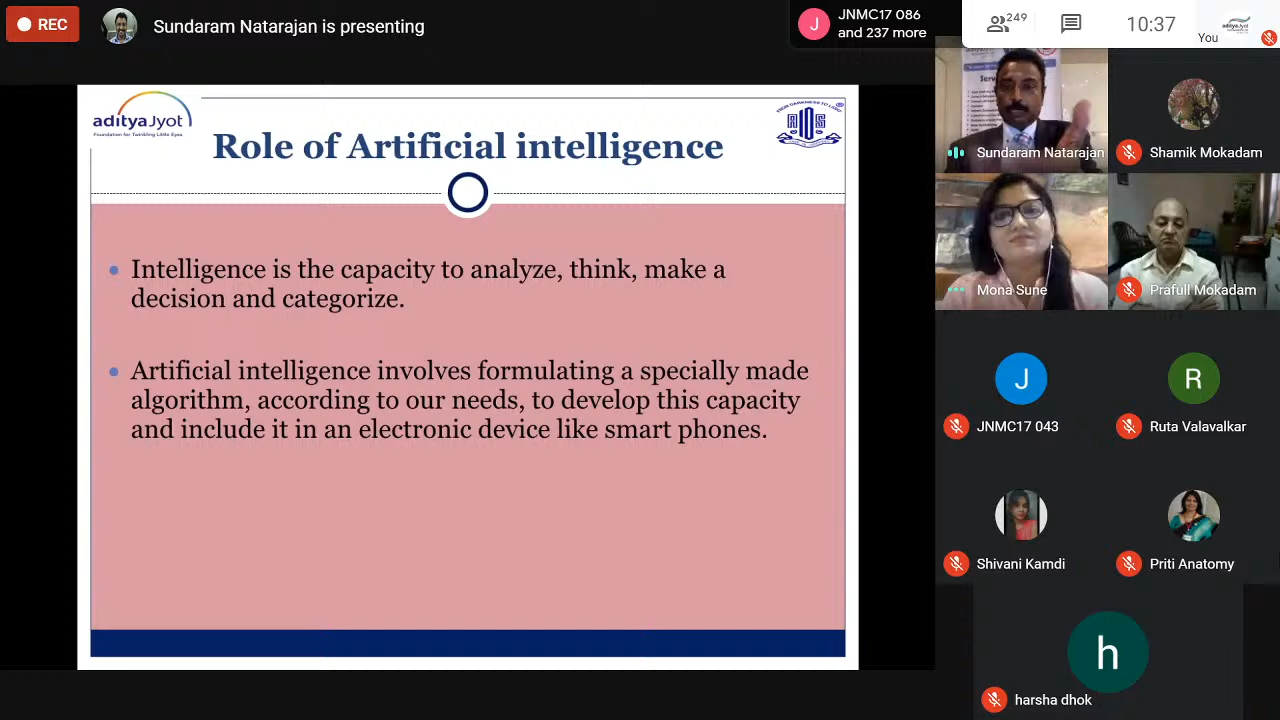 REC
Sundaram Natarajan is presenting
JNMC17 086
and 237 more
249
10:37
You
adityaJyot
Foundation for Twinkling Little Eyes
Role of Artificial intelligence
AIOS
• Intelligence is the capacity to analyze, think, make a
decision and categorize.
• Artificial intelligence involves formulating a specially made
algorithm, according to our needs, to develop this capacity
and include it in an electronic device like smart phones.
Sundaram Natarajan
Shamik Mokadam
Mona Sune
Prafull Mokadam
J
JNMC17 043
R
Ruta Valavalkar
Shivani Kamdi
Priti Anatomy
h
harsha dhok
J